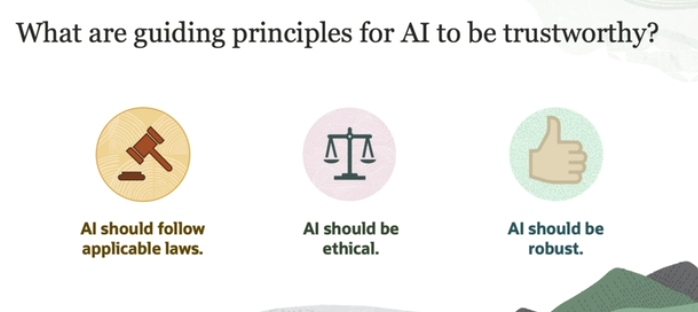 What are guiding principles for AI to be trustworthy?
AI should follow
applicable laws.
AI should be
ethical.
AI should be
robust.